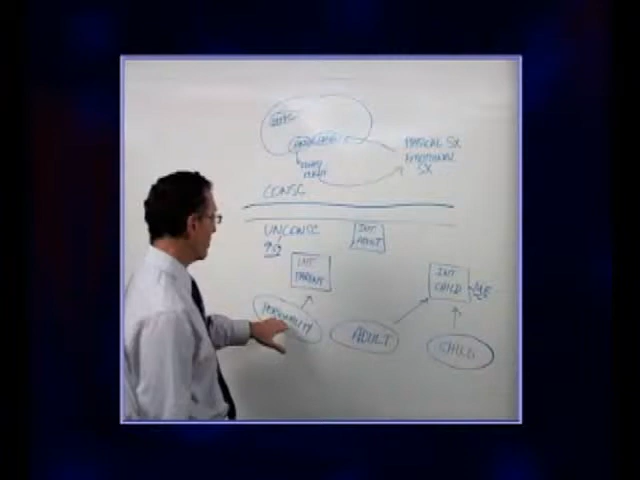 PHYSICAL SX
EMOTIONAL
SX
CONSC
UNCONSC
INT
ADULT
INT
PARENT
INT
CHILD
PERSONALITY
ADULT
CHILD